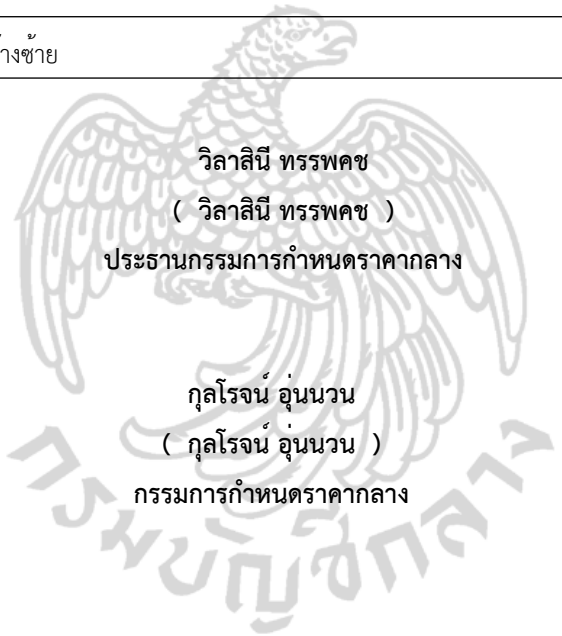 างซ้าย
วิลาสินี ทรรพคช
( วิลาสินี ทรรพคช )
ประธานกรรมการกำหนดราคากลาง
กุลโรจน์ อุ่นนวน
( กุลโรจน์ อุ่นนวน )
กรรมการกำหนดราคากลาง
กรมบัญชีกลาง